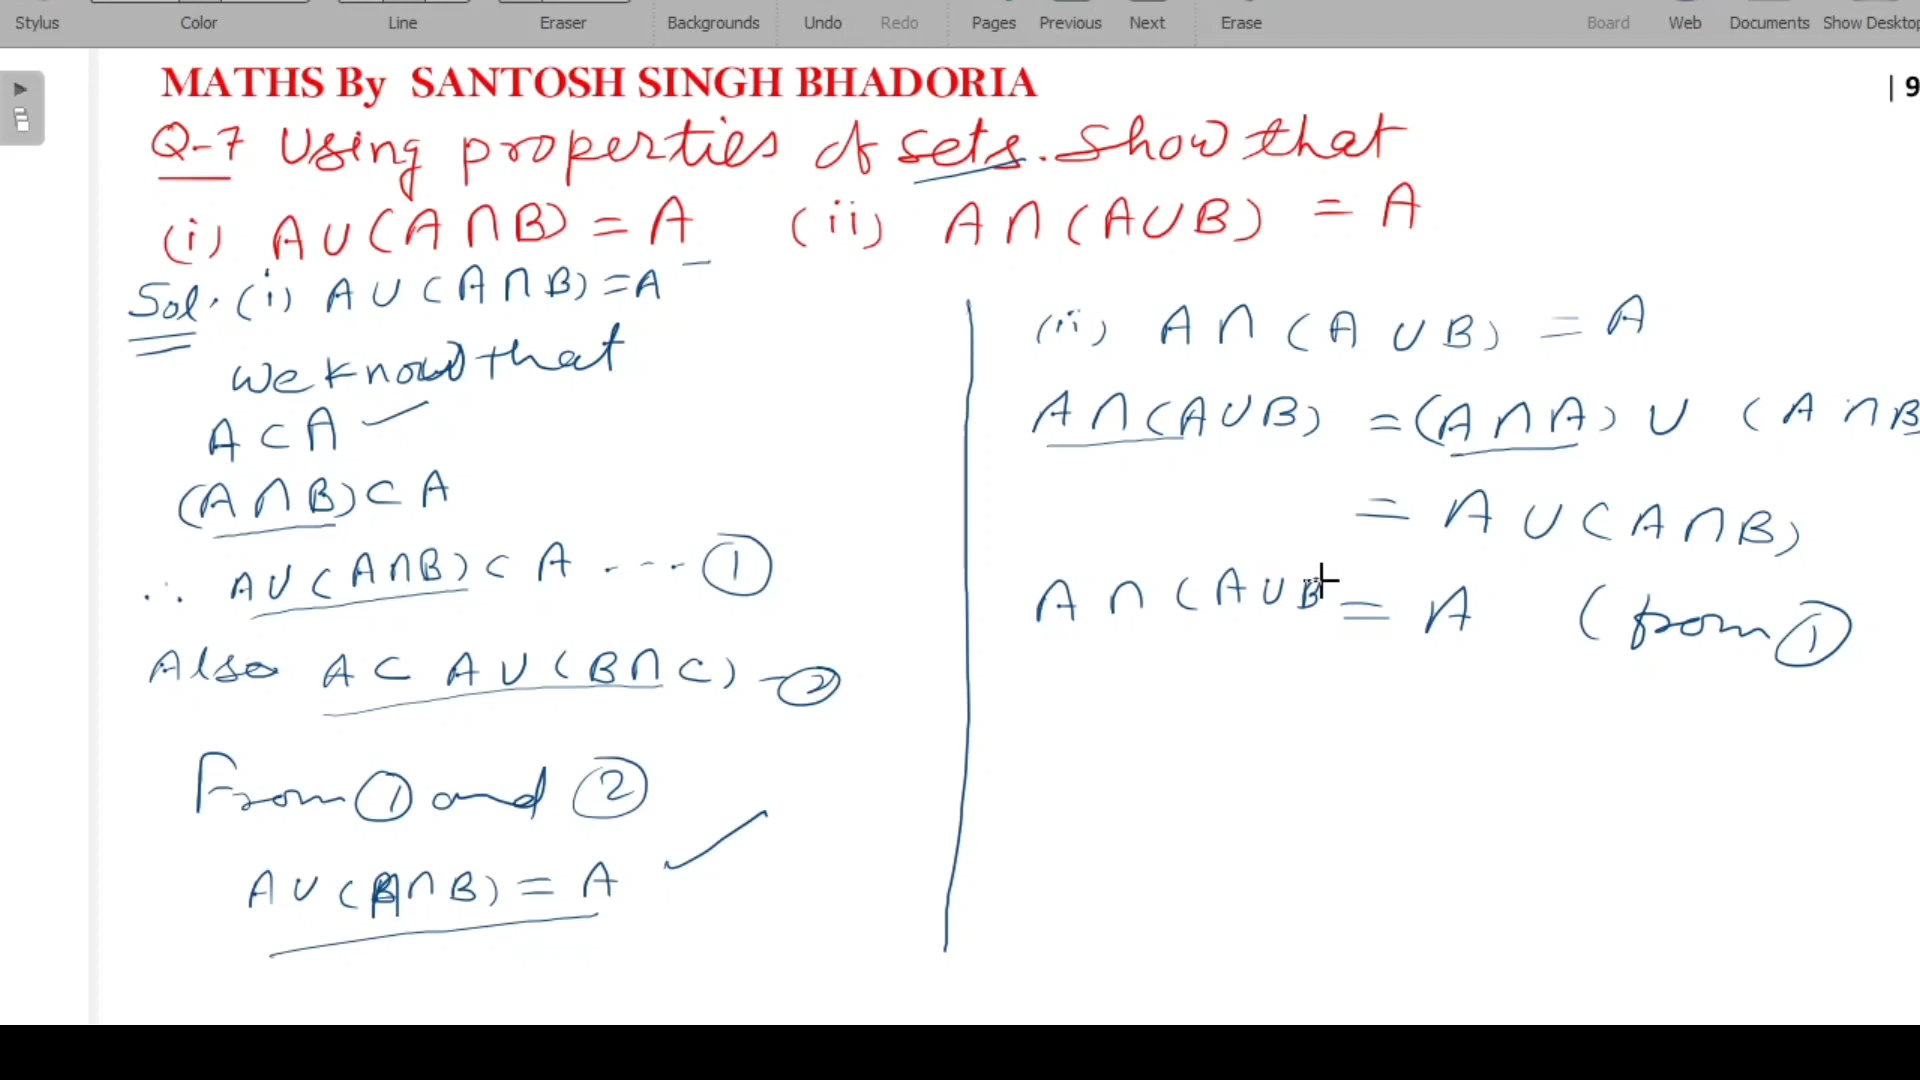 Stylus Color Line Eraser Backgrounds Undo Redo Pages Previous Next Erase Board Web Documents Show Desktop
MATHS By SANTOSH SINGH BHADORIA | 9
Q-7 Using properties of sets. Show that
(i) A∪(A∩B) = A (ii) A∩(A∪B) = A
Sol. (i) A∪(A∩B) = A
We know that
A⊂A
(A∩B)⊂A
∴ A∪(A∩B)⊂A ... ①
Also A⊂A∪(B∩C) - ②
From ① and ②
A∪(A∩B) = A
(ii) A∩(A∪B) = A
A∩(A∪B) = (A∩A)∪(A∩B
= A∪(A∩B)
A∩(A∪B = A (from ①